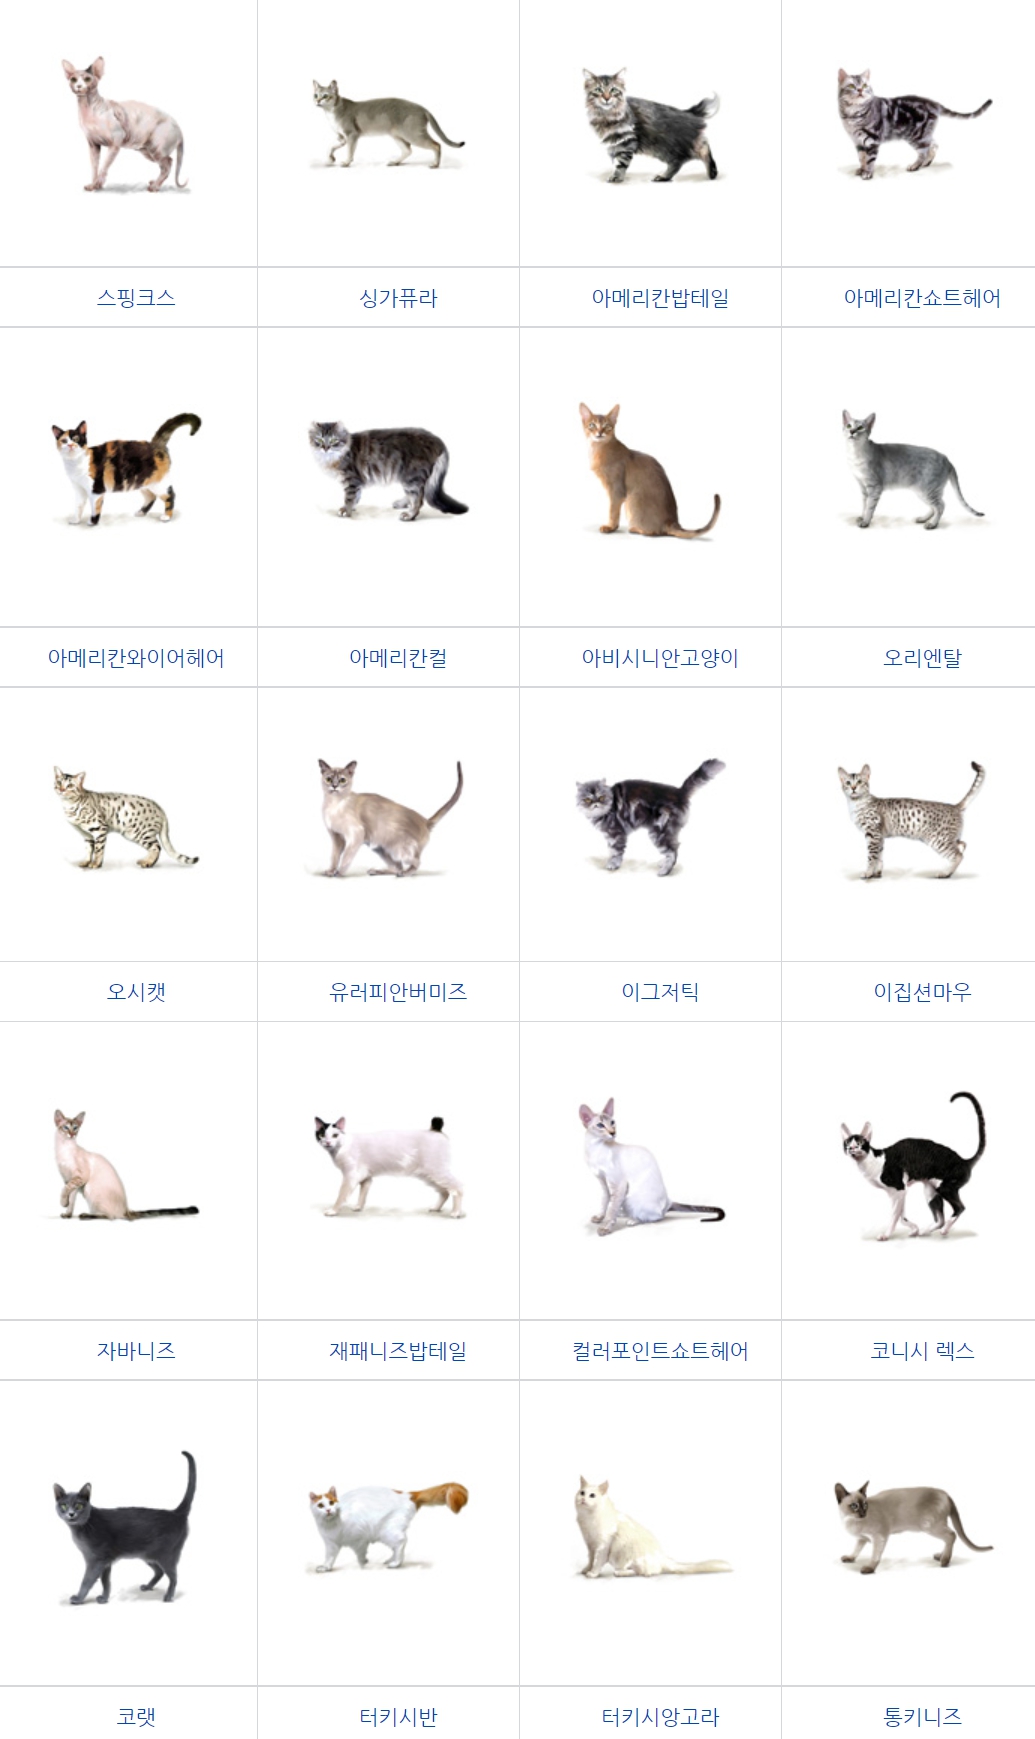 스핑크스
싱가퓨라
아메리칸밥테일
아메리칸쇼트헤어
아메리칸와이어헤어
아메리칸컬
아비시니안고양이
오리엔탈
오시캣
유러피안버미즈
이그저틱
이집션마우
자바니즈
재패니즈밥테일
컬러포인트쇼트헤어
코니시 렉스
코랫
터키시반
터키시앙고라
통키니즈